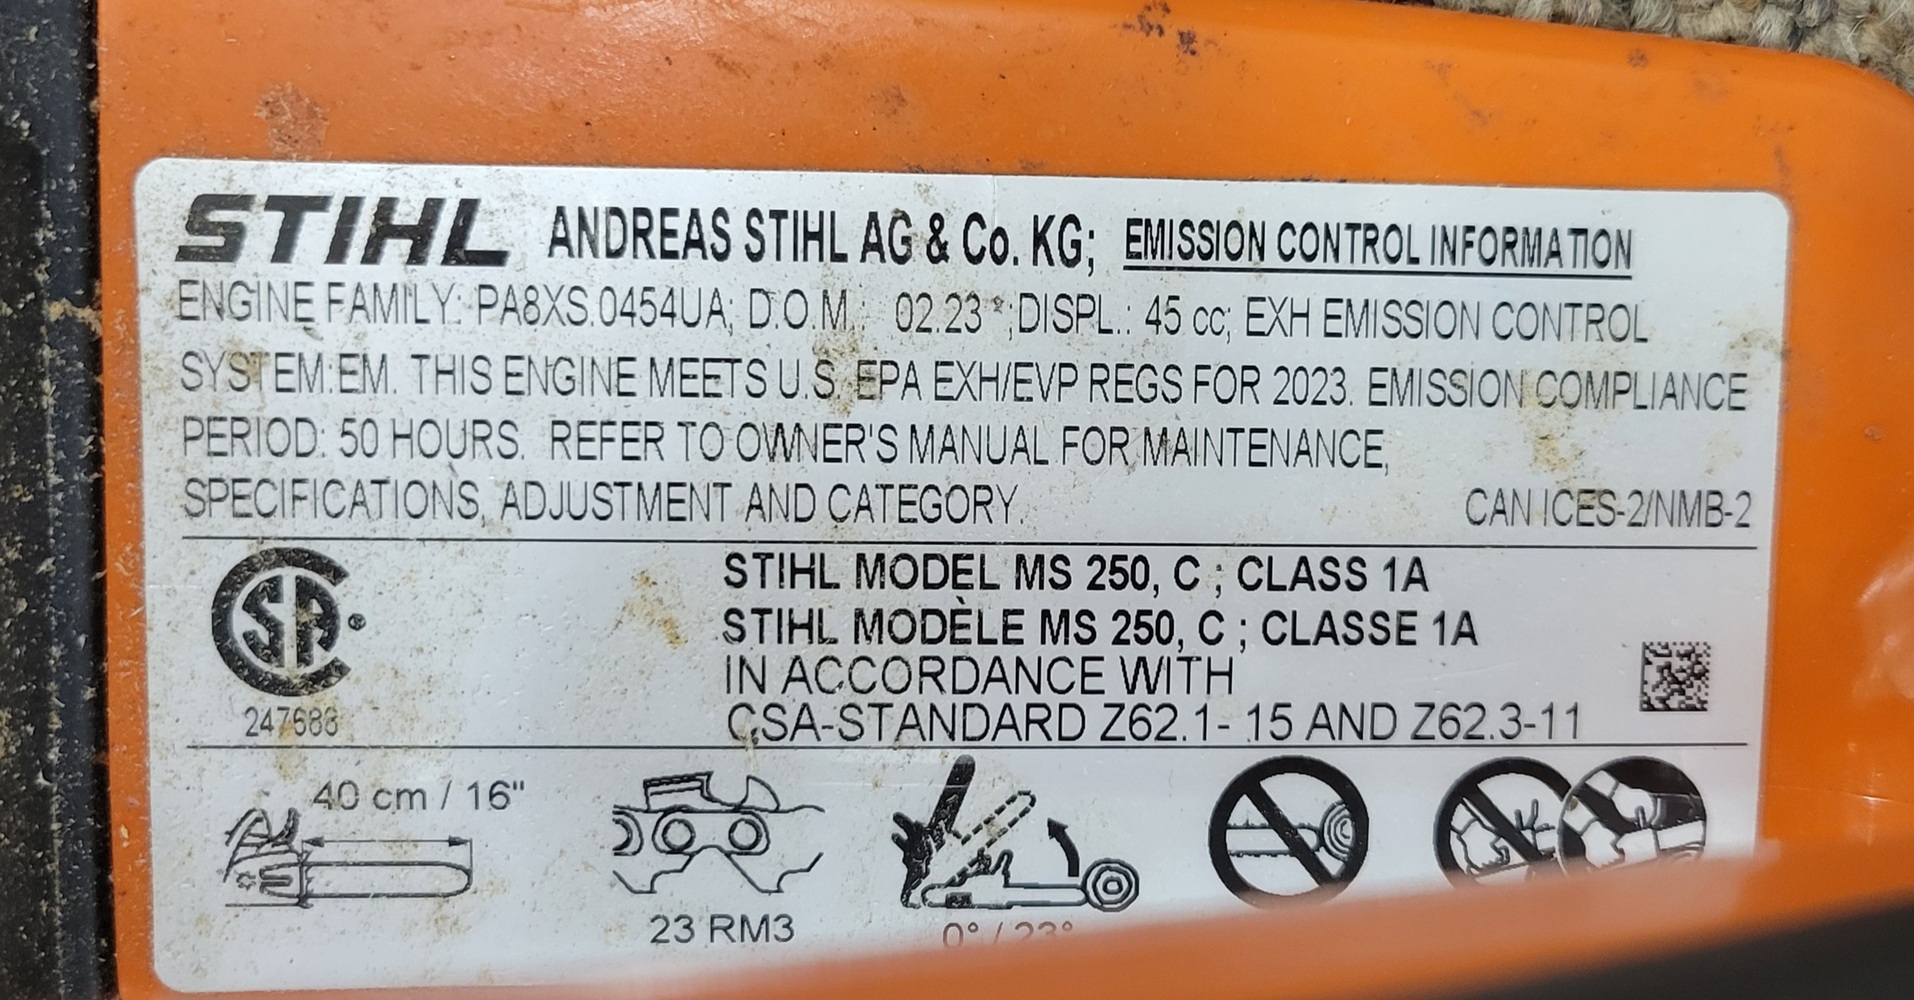 STIHL ANDREAS STIHL AG & Co. KG; EMISSION CONTROL INFORMATION
ENGINE FAMILY: PA8XS.0454UA; D.O.M.: 02.23*; DISPL.: 45 cc; EXH EMISSION CONTROL
SYSTEM:EM. THIS ENGINE MEETS U.S. EPA EXH/EVP REGS FOR 2023. EMISSION COMPLIANCE
PERIOD: 50 HOURS. REFER TO OWNER'S MANUAL FOR MAINTENANCE,
SPECIFICATIONS, ADJUSTMENT AND CATEGORY.
CAN ICES-2/NMB-2
CSA®
247688
STIHL MODEL MS 250, C ; CLASS 1A
STIHL MODÈLE MS 250, C ; CLASSE 1A
IN ACCORDANCE WITH
CSA-STANDARD Z62.1- 15 AND Z62.3-11
40 cm / 16"
23 RM3
0° / 23°